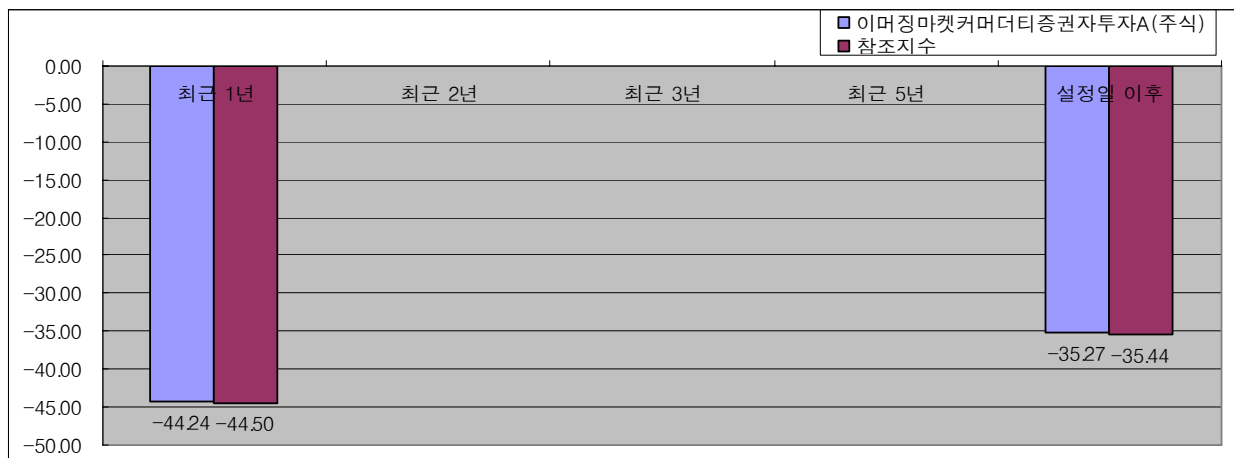 이머징마켓커머더티증권자투자A(주식)
참조지수
0.00
-5.00
-10.00
-15.00
-20.00
-25.00
-30.00
-35.00
-40.00
-45.00
-50.00
최근 1년
최근 2년
최근 3년
최근 5년
설정일 이후
-44.24
-44.50
-35.27
-35.44